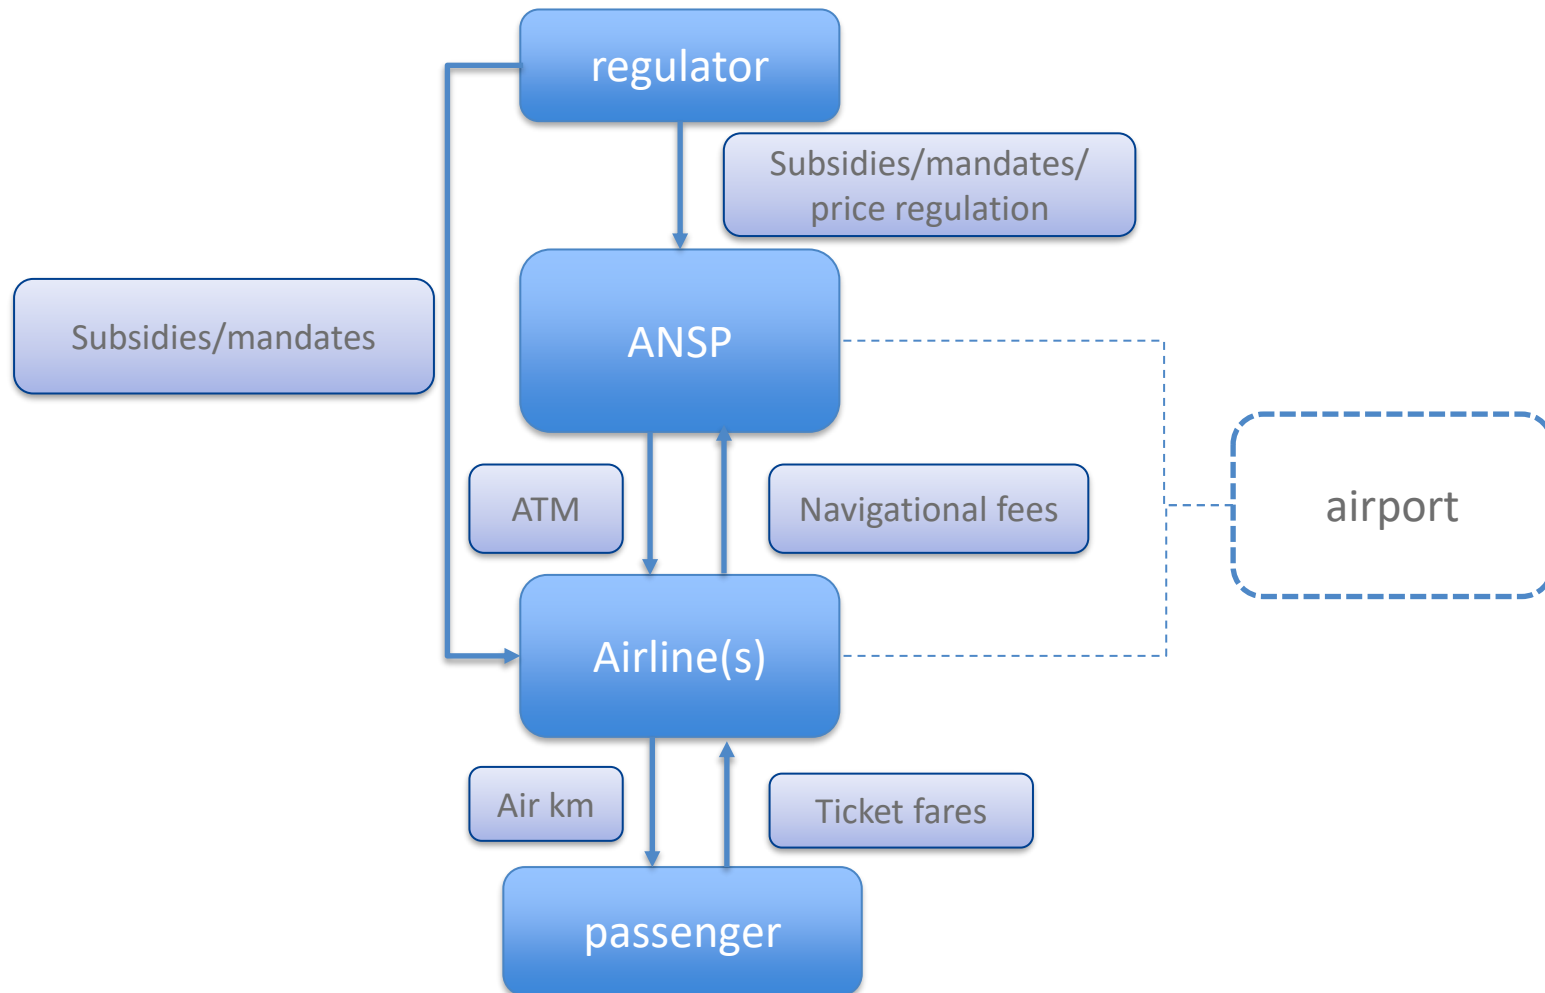 regulator
Subsidies/mandates/
price regulation
Subsidies/mandates
ANSP
ATM
Navigational fees
airport
Airline(s)
Air km
Ticket fares
passenger